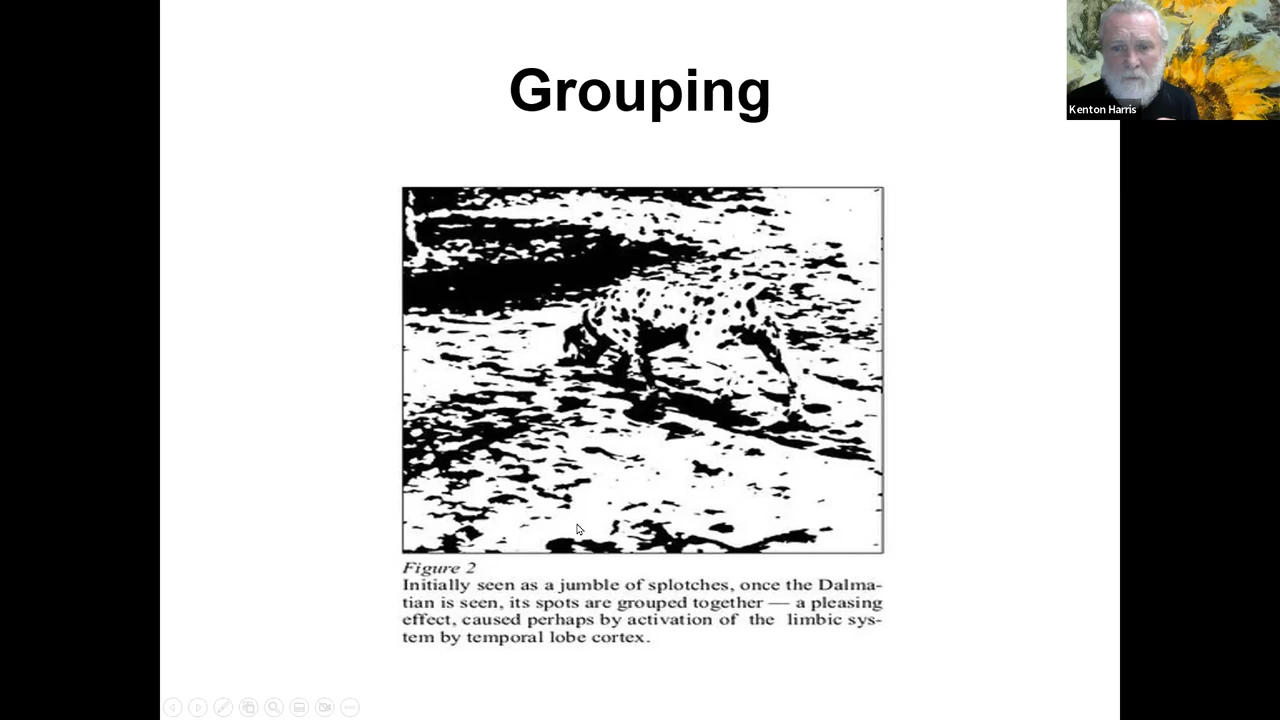 Grouping
Kenton Harris
Figure 2
Initially seen as a jumble of splotches, once the Dalma-
tian is seen, its spots are grouped together — a pleasing
effect, caused perhaps by activation of the limbic sys-
tem by temporal lobe cortex.